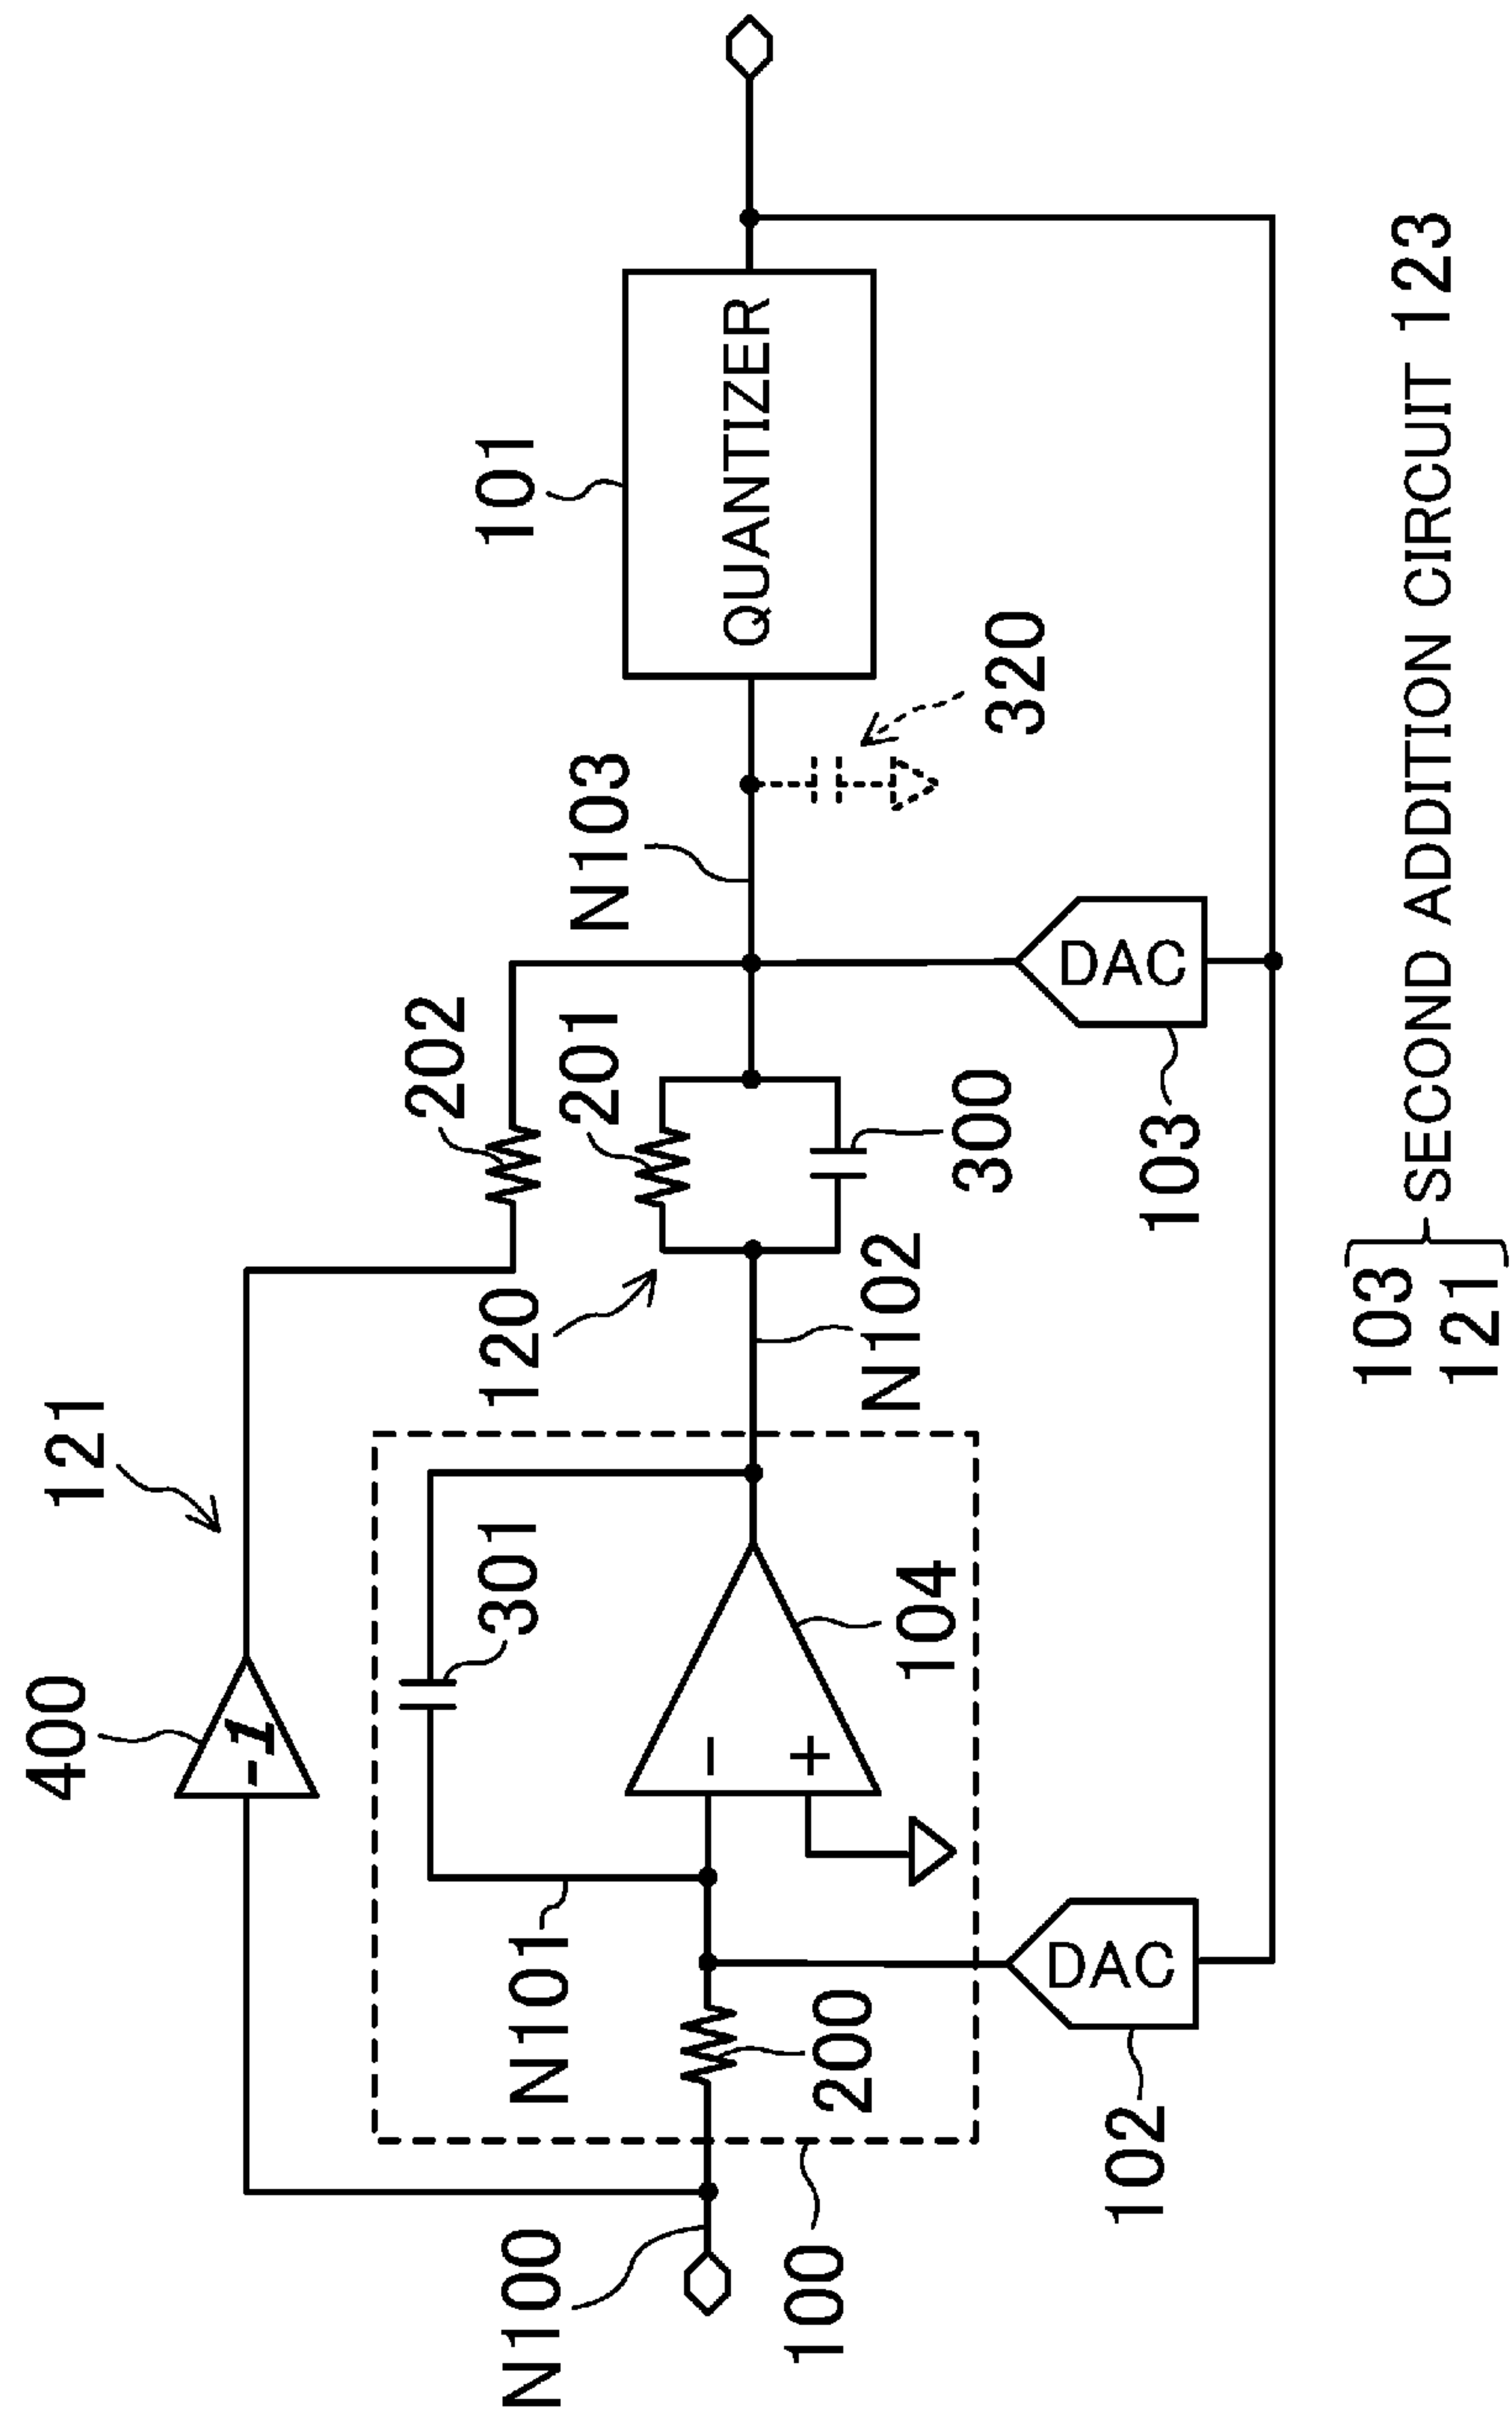 400
121
N100
N101
301
120
202
201
N103
101
QUANTIZER
-1
−
+
200
100
104
N102
300
320
102
DAC
103
DAC
103
121
SECOND ADDITION CIRCUIT 123